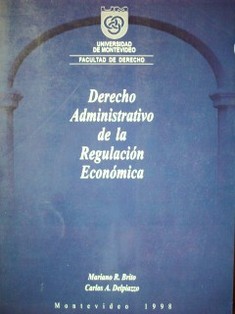 UNIVERSIDAD
DE MONTEVIDEO
FACULTAD DE DERECHO
Derecho
Administrativo
de la
Regulación
Económica
Mariano R. Brito
Carlos A. Delpiazzo
Montevideo 1998